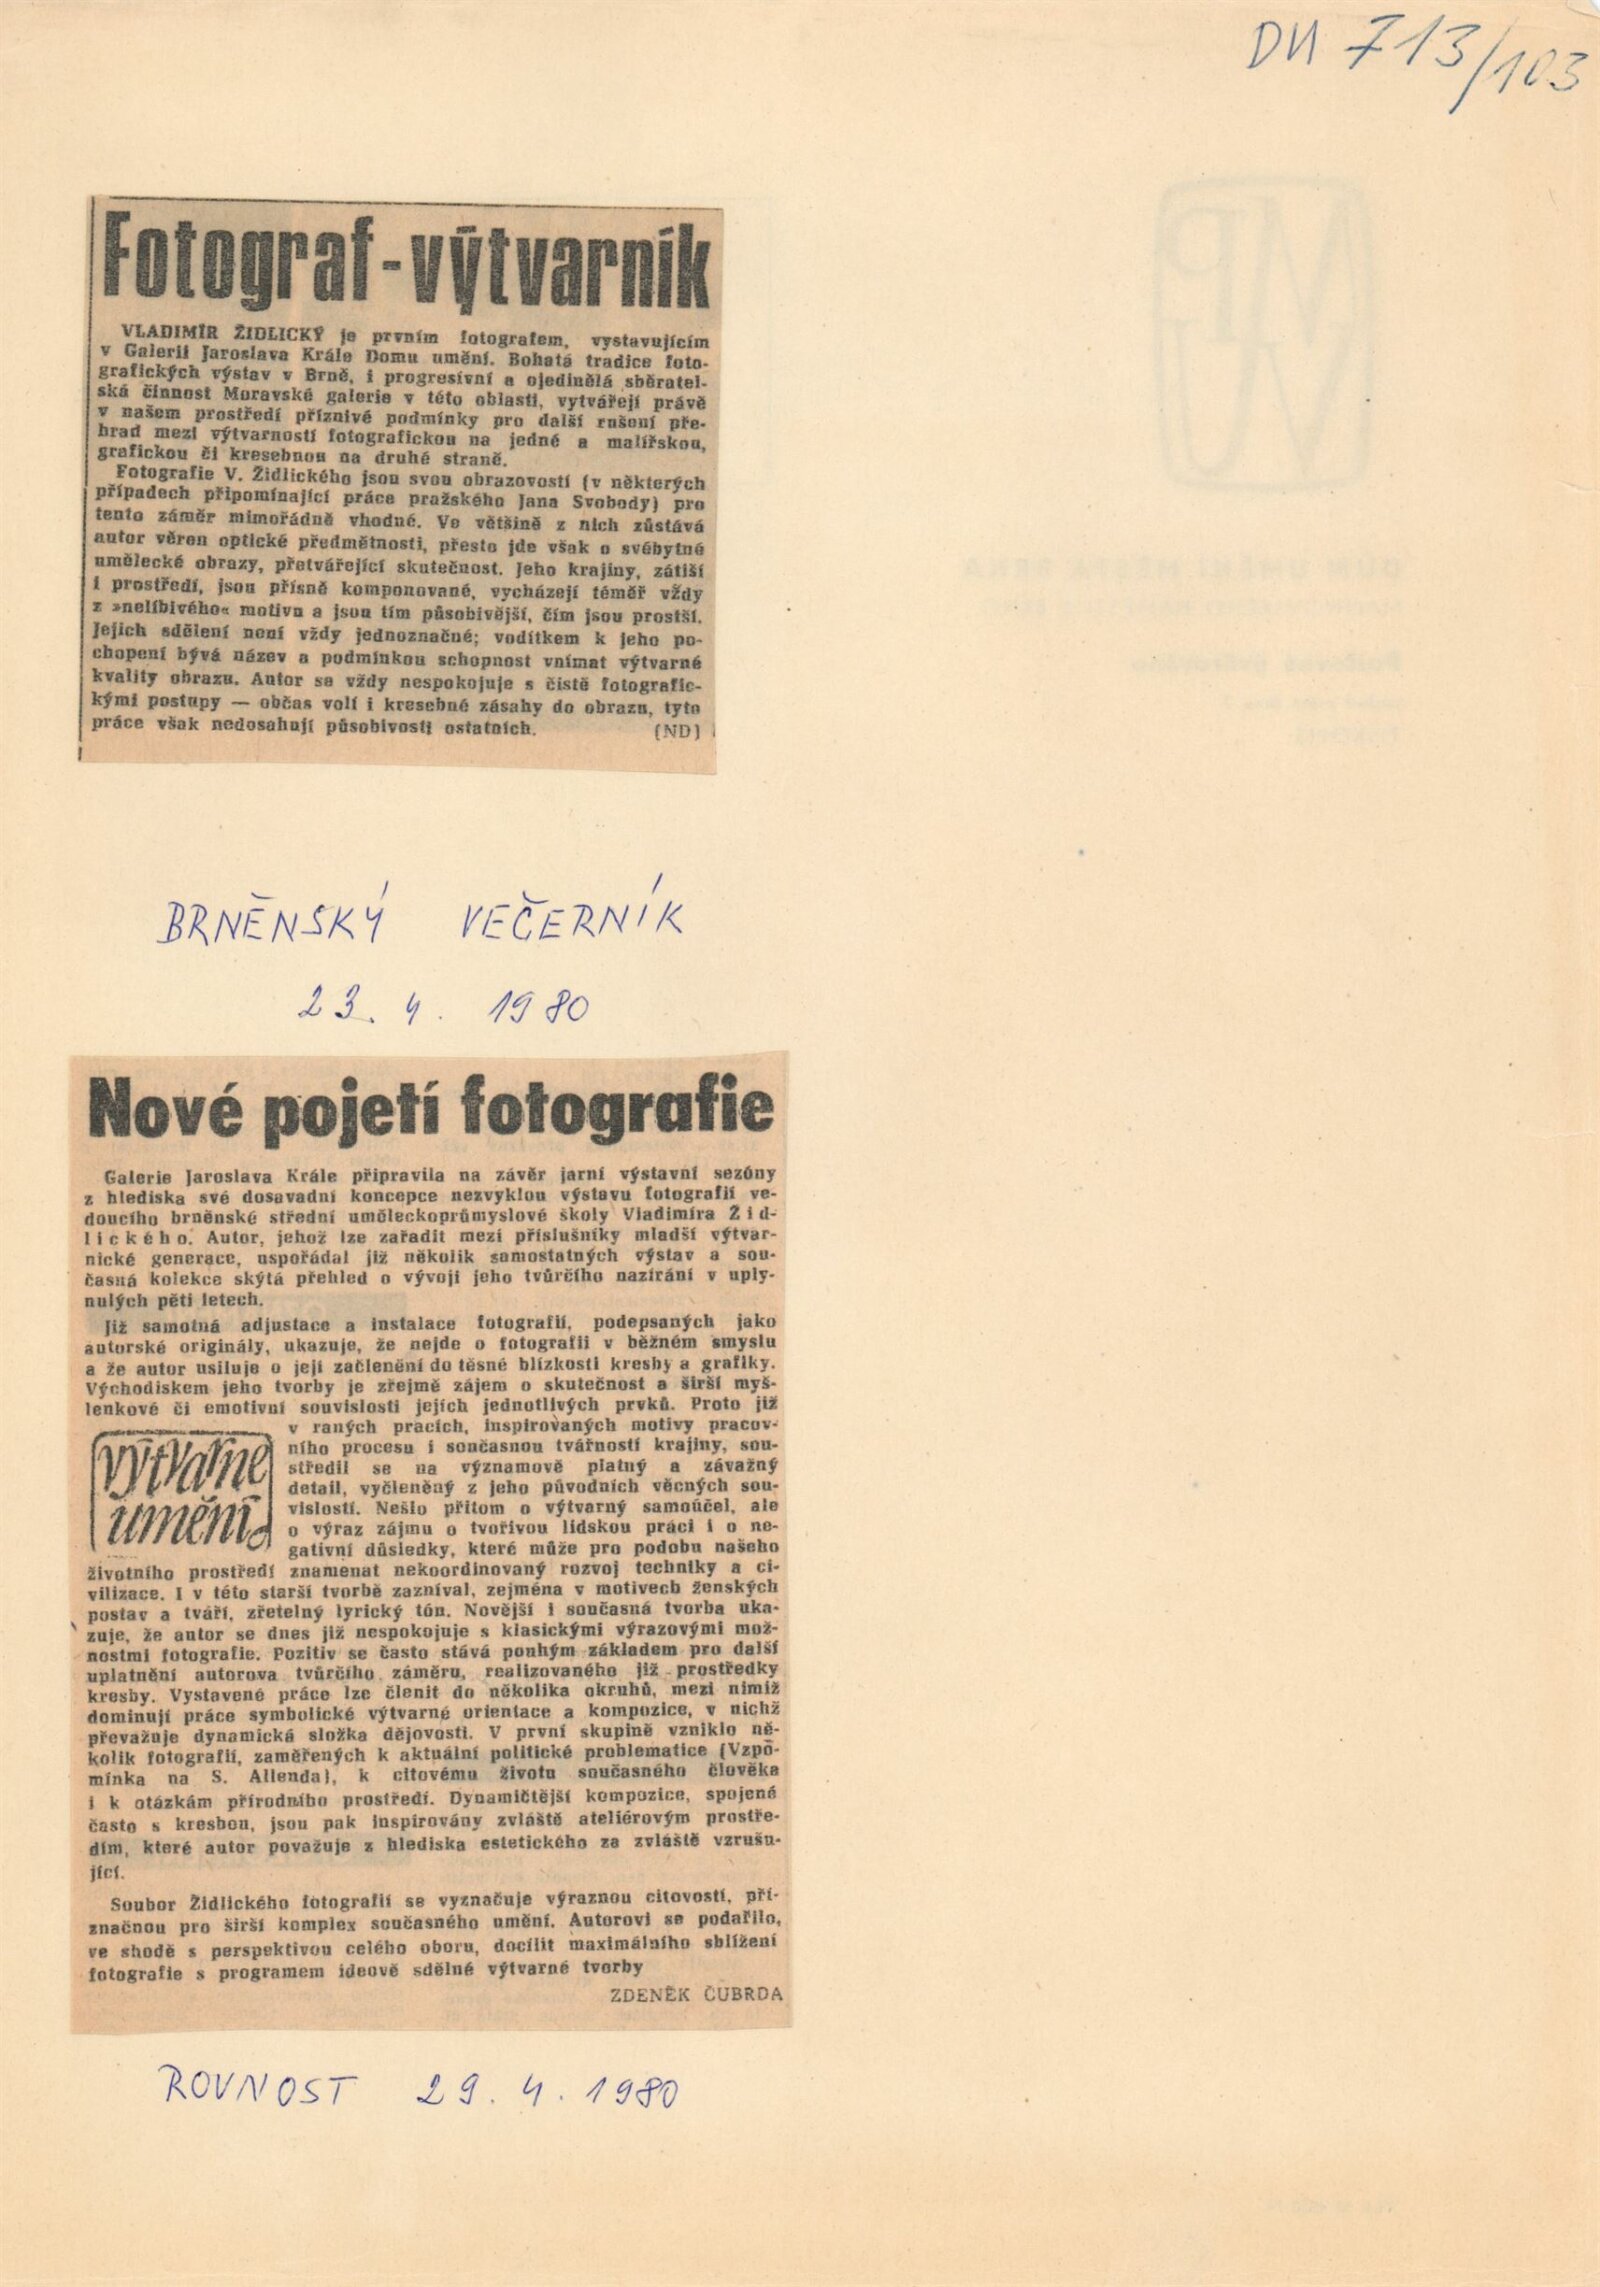 DU 713/103
Fotograf-výtvarník
VLADIMÍR ŽIDLICKÝ je prvním fotografem, vystavujícím
v Galerii Jaroslava Krále Domu umění. Bohatá tradice foto-
grafických výstav v Brně, i progresívní a ojedinělá sběratel-
ská činnost Moravské galerie v této oblasti, vytvářejí právě
v našem prostředí příznivé podmínky pro další rušení pře-
hrad mezi výtvarností fotografickou na jedné a malířskou,
grafickou či kresebnou na druhé straně.
Fotografie V. Židlického jsou svou obrazovostí (v některých
případech připomínající práce pražského Jana Svobody) pro
tento záměr mimořádně vhodné. Ve většině z nich zůstává
autor věren optické předmětnosti, přesto jde však o svébytné
umělecké obrazy, přetvářející skutečnost. Jeho krajiny, zátiší
i prostředí, jsou přísně komponované, vycházejí téměř vždy
z »nelíbivého« motivu a jsou tím působivější, čím jsou prostší.
Jejich sdělení není vždy jednoznačné; vodítkem k jeho po-
chopení bývá název a podmínkou schopnost vnímat výtvarné
kvality obrazu. Autor se vždy nespokojuje s čistě fotografic-
kými postupy — občas volí i kresebné zásahy do obrazu, tyto
práce však nedosahují působivosti ostatních. (ND)
BRNĚNSKÝ VEČERNÍK
23. 4. 1980
Nové pojetí fotografie
Galerie Jaroslava Krále připravila na závěr jarní výstavní sezóny
z hlediska své dosavadní koncepce nezvyklou výstavu fotografií ve-
doucího brněnské střední uměleckoprůmyslové školy Vladimíra Žid-
lického. Autor, jehož lze zařadit mezi příslušníky mladší výtvar-
nické generace, uspořádal již několik samostatných výstav a sou-
časná kolekce skýtá přehled o vývoji jeho tvůrčího nazírání v uply-
nulých pěti letech.
Již samotná adjustace a instalace fotografií, podepsaných jako
autorské originály, ukazuje, že nejde o fotografii v běžném smyslu
a že autor usiluje o její začlenění do těsné blízkosti kresby a grafiky.
Východiskem jeho tvorby je zřejmě zájem o skutečnost a širší myš-
lenkové či emotivní souvislosti jejích jednotlivých prvků. Proto již
v raných pracích, inspirovaných motivy pracov-
ního procesu i současnou tvářností krajiny, sou-
středil se na významově platný a závažný
detail, vyčleněný z jeho původních věcných sou-
vislostí. Nešlo přitom o výtvarný samoúčel, ale
o výraz zájmu o tvořivou lidskou práci i o ne-
gativní důsledky, které může pro podobu našeho
výtvarné
umění
životního prostředí znamenat nekoordinovaný rozvoj techniky a ci-
vilizace. I v této starší tvorbě zazníval, zejména v motivech ženských
postav a tváří, zřetelný lyrický tón. Novější i současná tvorba uka-
zuje, že autor se dnes již nespokojuje s klasickými výrazovými mož-
nostmi fotografie. Pozitiv se často stává pouhým základem pro další
uplatnění autorova tvůrčího záměru, realizovaného již prostředky
kresby. Vystavené práce lze členit do několika okruhů, mezi nimiž
dominují práce symbolické výtvarné orientace a kompozice, v nichž
převažuje dynamická složka dějovosti. V první skupině vzniklo ně-
kolik fotografií, zaměřených k aktuální politické problematice (Vzpo-
mínka na S. Allenda), k citovému životu současného člověka
i k otázkám přírodního prostředí. Dynamičtější kompozice, spojené
často s kresbou, jsou pak inspirovány zvláště ateliérovým prostře-
dím, které autor považuje z hlediska estetického za zvláště vzrušu-
jící.
Soubor Židlického fotografií se vyznačuje výraznou citovostí, pří-
značnou pro širší komplex současného umění. Autorovi se podařilo,
ve shodě s perspektivou celého oboru, docílit maximálního sblížení
fotografie s programem ideově sdělné výtvarné tvorby
ZDENĚK ČUBRDA
ROVNOST 29. 4. 1980